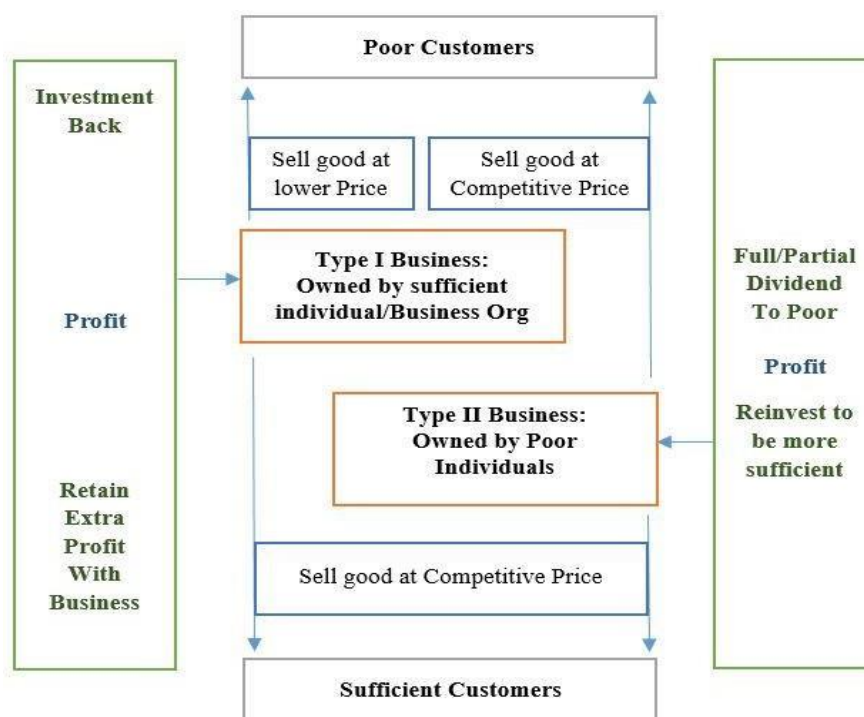 Poor Customers
Investment
Back
Profit
Retain
Extra
Profit
With
Business
Sell good at
lower Price
Sell good at
Competitive Price
Type I Business:
Owned by sufficient
individual/Business Org
Type II Business:
Owned by Poor
Individuals
Sell good at Competitive Price
Full/Partial
Dividend
To Poor
Profit
Reinvest to
be more
sufficient
Sufficient Customers